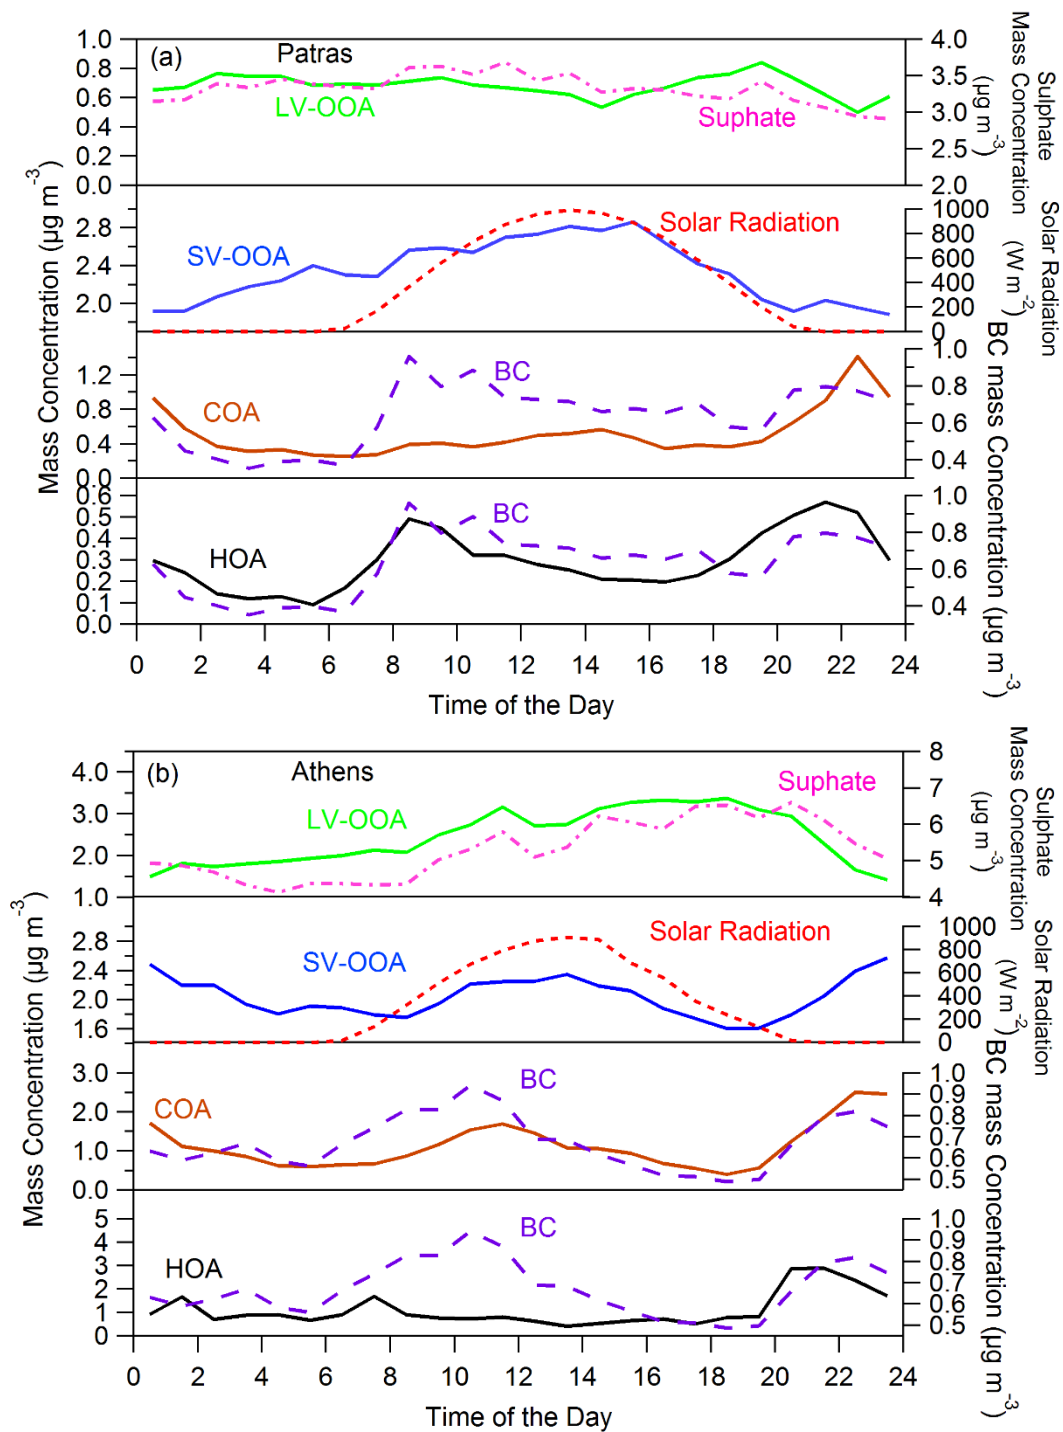 (a)
Patras
LV-OOA
Suphate
1.0
0.8
0.6
0.4
0.2
0.0
4.0
3.5
3.0
2.5
2.0
Sulphate
Mass Concentration
(µg m-3)
SV-OOA
Solar Radiation
2.8
2.4
2.0
1000
800
600
400
200
0
Solar Radiation
(W m-2)
Mass Concentration (µg m-3)
COA
BC
1.2
0.8
0.4
0.0
1.0
0.8
0.6
0.4
HOA
BC
0.6
0.5
0.4
0.3
0.2
0.1
0.0
1.0
0.8
0.6
0.4
BC mass Concentration (µg m-3)
0 2 4 6 8 10 12 14 16 18 20 22 24
Time of the Day
(b)
Athens
LV-OOA
Suphate
4.0
3.0
2.0
1.0
8
7
6
5
4
Sulphate
Mass Concentration
(µg m-3)
SV-OOA
Solar Radiation
2.8
2.4
2.0
1.6
1000
800
600
400
200
0
Solar Radiation
(W m-2)
Mass Concentration (µg m-3)
COA
BC
3.0
2.0
1.0
0.0
1.0
0.9
0.8
0.7
0.6
0.5
HOA
BC
5
4
3
2
1
0
1.0
0.9
0.8
0.7
0.6
0.5
BC mass Concentration (µg m-3)
0 2 4 6 8 10 12 14 16 18 20 22 24
Time of the Day